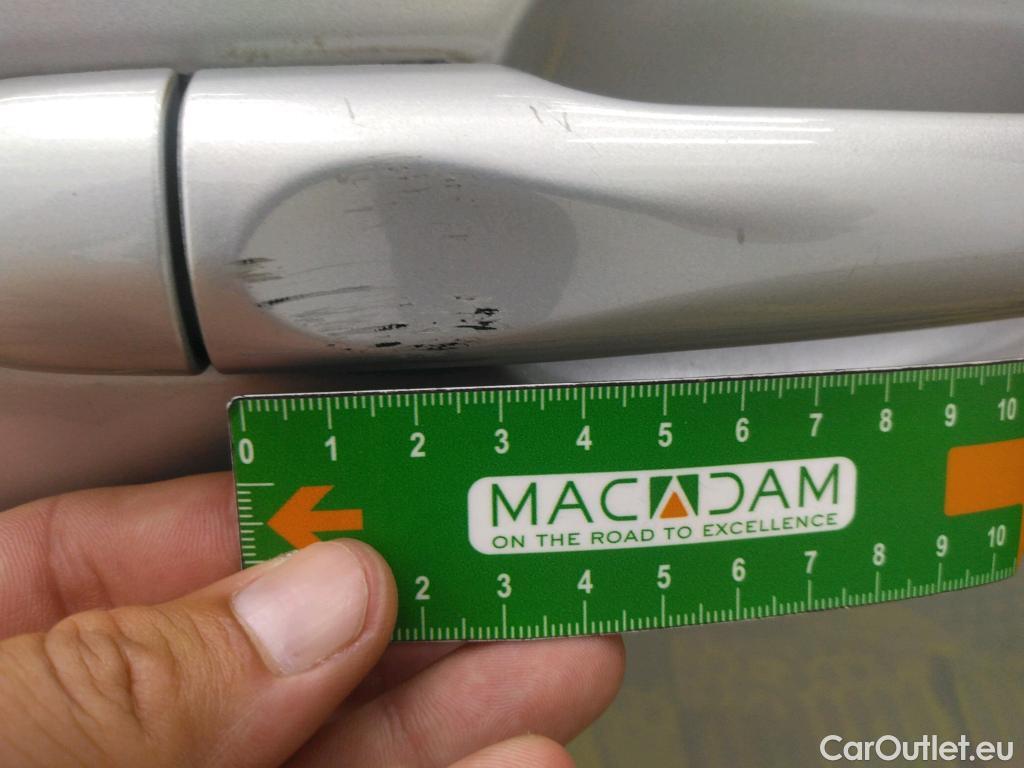 0 1 2 3 4 5 6 7 8 9 10
MACADAM
ON THE ROAD TO EXCELLENCE
2 3 4 5 6 7 8 9 10
CarOutlet.eu